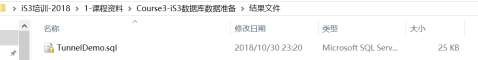 iS3培训-2018 > 1-课程资料 > Course3-iS3数据库数据准备 > 结果文件
名称 修改日期 类型 大小
TunnelDemo.sql 2018/10/30 23:20 Microsoft SQL Serv... 25 KB